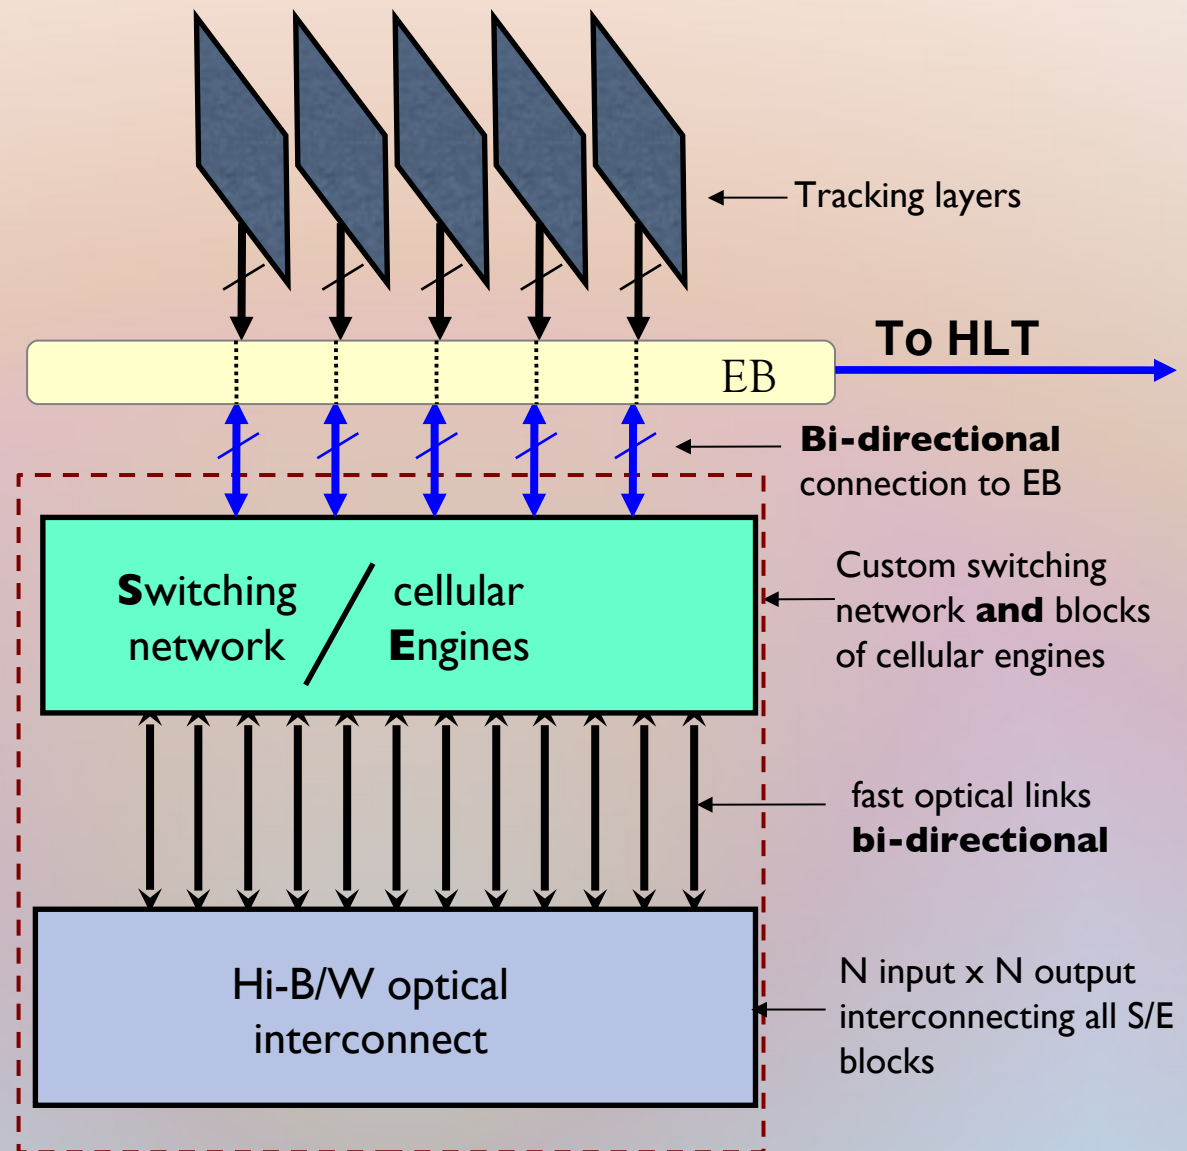 Tracking layers
To HLT
EB
Bi-directional
connection to EB
Switching
network
cellular
Engines
Custom switching
network and blocks
of cellular engines
fast optical links
bi-directional
Hi-B/W optical
interconnect
N input x N output
interconnecting all S/E
blocks